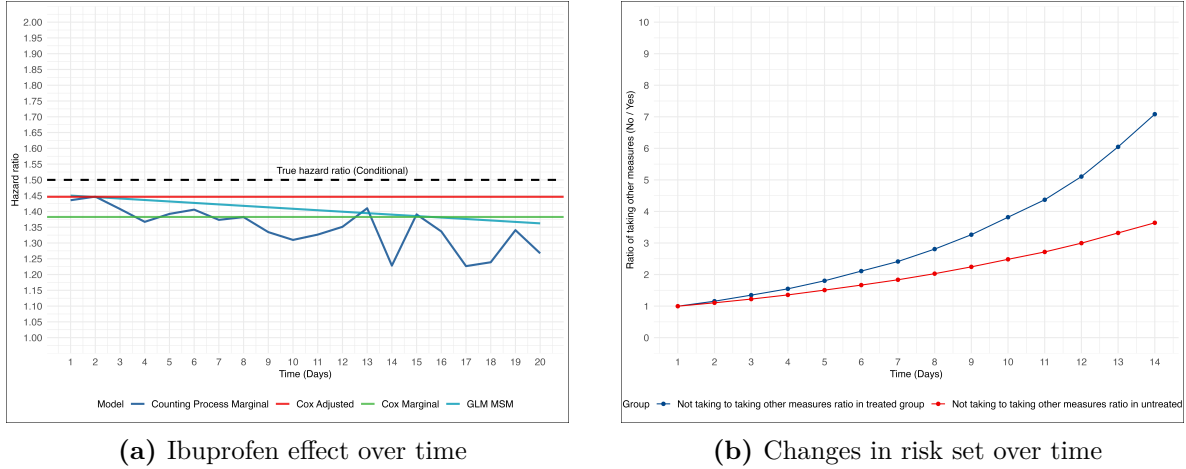 2.00
1.95
1.90
1.85
1.80
1.75
1.70
1.65
1.60
1.55
1.50
1.45
1.40
1.35
1.30
1.25
1.20
1.15
1.10
1.05
1.00
Hazard ratio
True hazard ratio (Conditional)
1 2 3 4 5 6 7 8 9 10 11 12 13 14 15 16 17 18 19 20
Time (Days)
Model Counting Process Marginal Cox Adjusted Cox Marginal GLM MSM
(a) Ibuprofen effect over time
10
9
8
7
6
5
4
3
2
1
0
Ratio of taking other measures (No / Yes)
1 2 3 4 5 6 7 8 9 10 11 12 13 14
Time (Days)
Group Not taking to taking other measures ratio in treated group Not taking to taking other measures ratio in untreated
(b) Changes in risk set over time